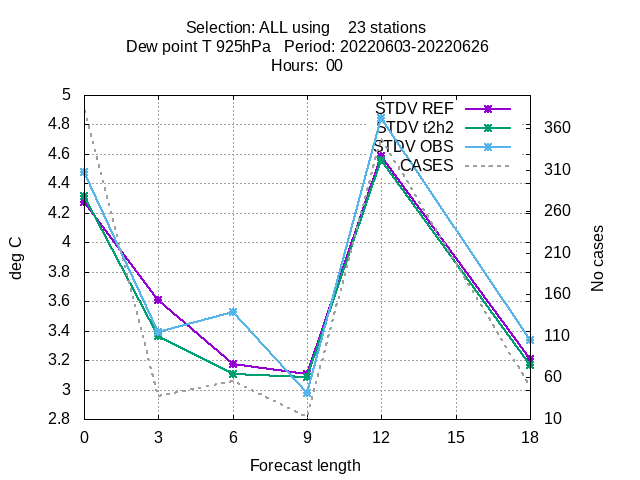 Selection: ALL using    23 stations
Dew point T 925hPa   Period: 20220603-20220626
Hours:  00
STDV REF
STDV t2h2
STDV OBS
CASES
5
4.8
4.6
4.4
4.2
4
3.8
3.6
3.4
3.2
3
2.8
deg C
360
310
260
210
160
110
60
10
No cases
0 3 6 9 12 15 18
Forecast length